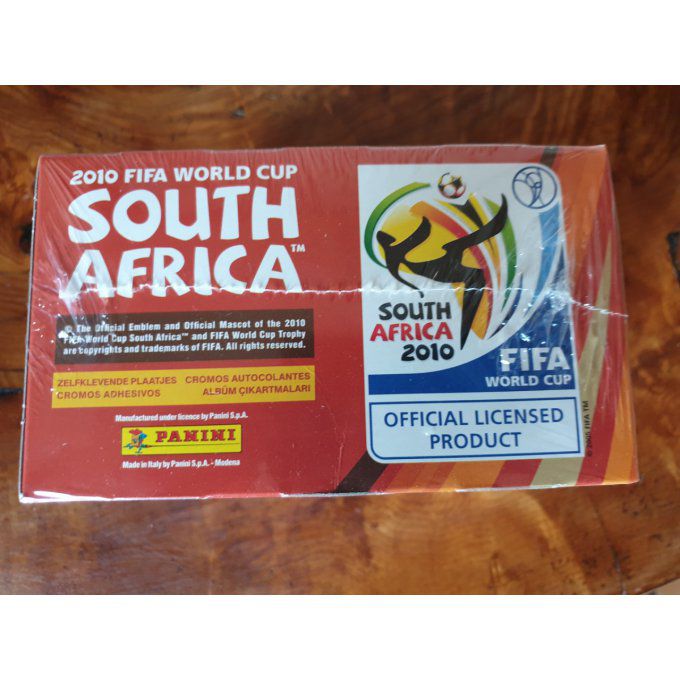 2010 FIFA WORLD CUP
SOUTH
AFRICA™
© The Official Emblem and Official Mascot of the 2010
FIFA World Cup South Africa™ and FIFA World Cup Trophy
are copyrights and trademarks of FIFA. All rights reserved.
ZELFKLEVENDE PLAATJES CROMOS AUTOCOLANTES
CROMOS ADHESIVOS ALBÜM ÇIKARTMALARI
Manufactured under licence by Panini S.p.A.
PANINI
Made in Italy by Panini S.p.A. - Modena
SOUTH
AFRICA
2010
FIFA
WORLD CUP
OFFICIAL LICENSED
PRODUCT
© 2005 FIFA TM